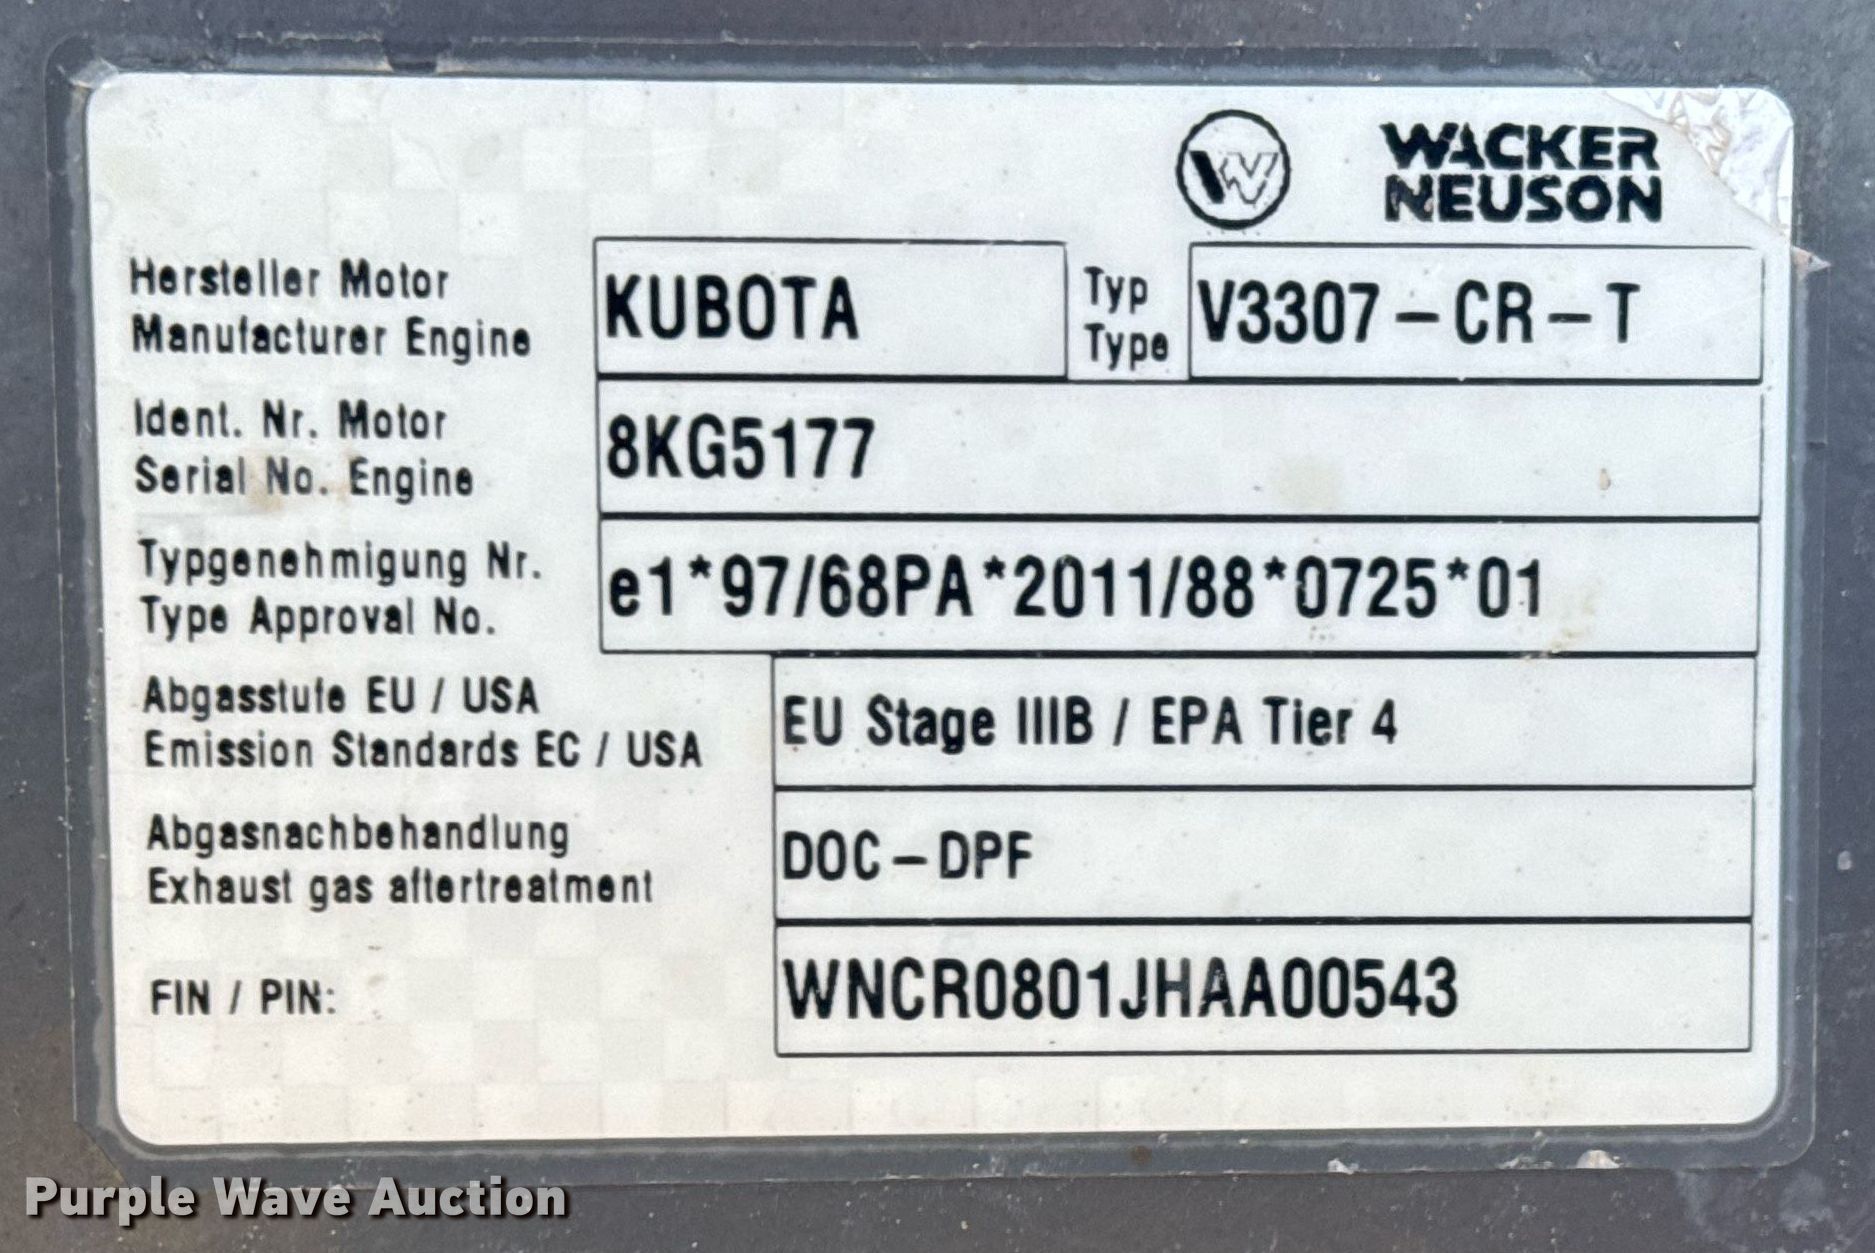 WACKER
NEUSON
Hersteller Motor
Manufacturer Engine
KUBOTA
Typ
Type
V3307-CR-T
Ident. Nr. Motor
Serial No. Engine
8KG5177
Typgenehmigung Nr.
Type Approval No.
e1*97/68PA*2011/88*0725*01
Abgasstufe EU / USA
Emission Standards EC / USA
EU Stage IIIB / EPA Tier 4
Abgasnachbehandlung
Exhaust gas aftertreatment
DOC-DPF
FIN / PIN:
WNCR0801JHAA00543
Purple Wave Auction